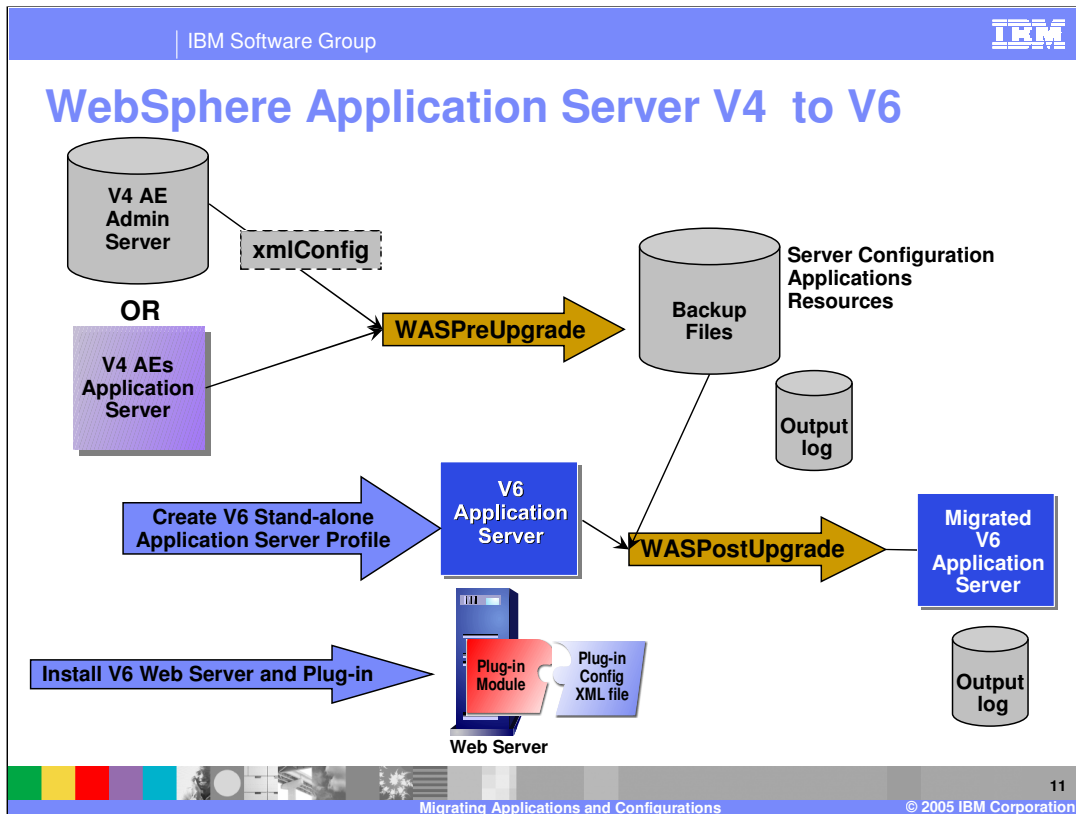 IBM Software Group
IBM
WebSphere Application Server V4 to V6
V4 AE
Admin
Server
xmlConfig
OR
V4 AEs
Application
Server
WASPreUpgrade
Backup
Files
Server Configuration
Applications
Resources
Output
log
Create V6 Stand-alone
Application Server Profile
V6
Application
Server
WASPostUpgrade
Migrated
V6
Application
Server
Output
log
Install V6 Web Server and Plug-in
Plug-in
Module
Plug-in
Config
XML file
Web Server
11
Migrating Applications and Configurations
© 2005 IBM Corporation